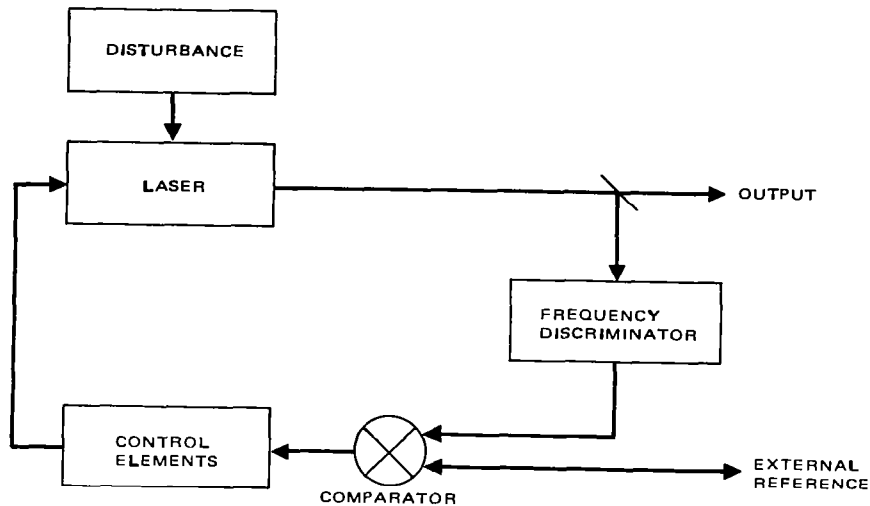 DISTURBANCE
LASER
OUTPUT
FREQUENCY
DISCRIMINATOR
CONTROL
ELEMENTS
COMPARATOR
EXTERNAL
REFERENCE